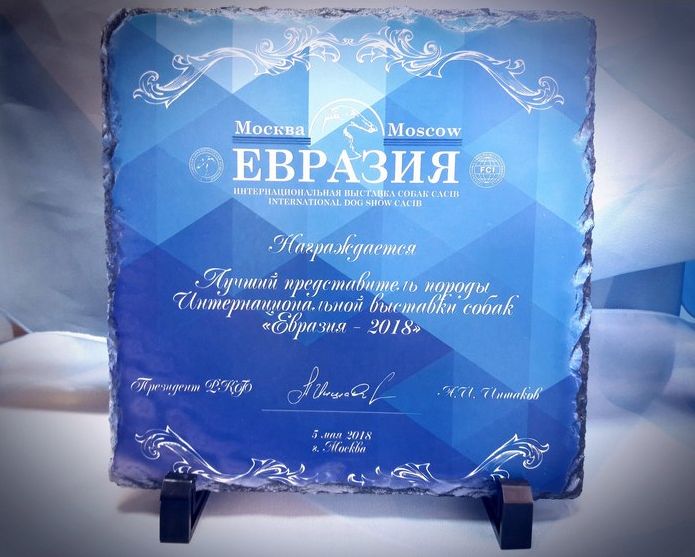 Москва Moscow
ЕВРАЗИЯ
FCI
ИНТЕРНАЦИОНАЛЬНАЯ ВЫСТАВКА СОБАК CACIB
INTERNATIONAL DOG SHOW CACIB
Награждается
Лучший представитель породы
Интернациональной выставки собак
«Евразия - 2018»
Президент РКФ А.И. Иншаков
5 мая 2018
г. Москва